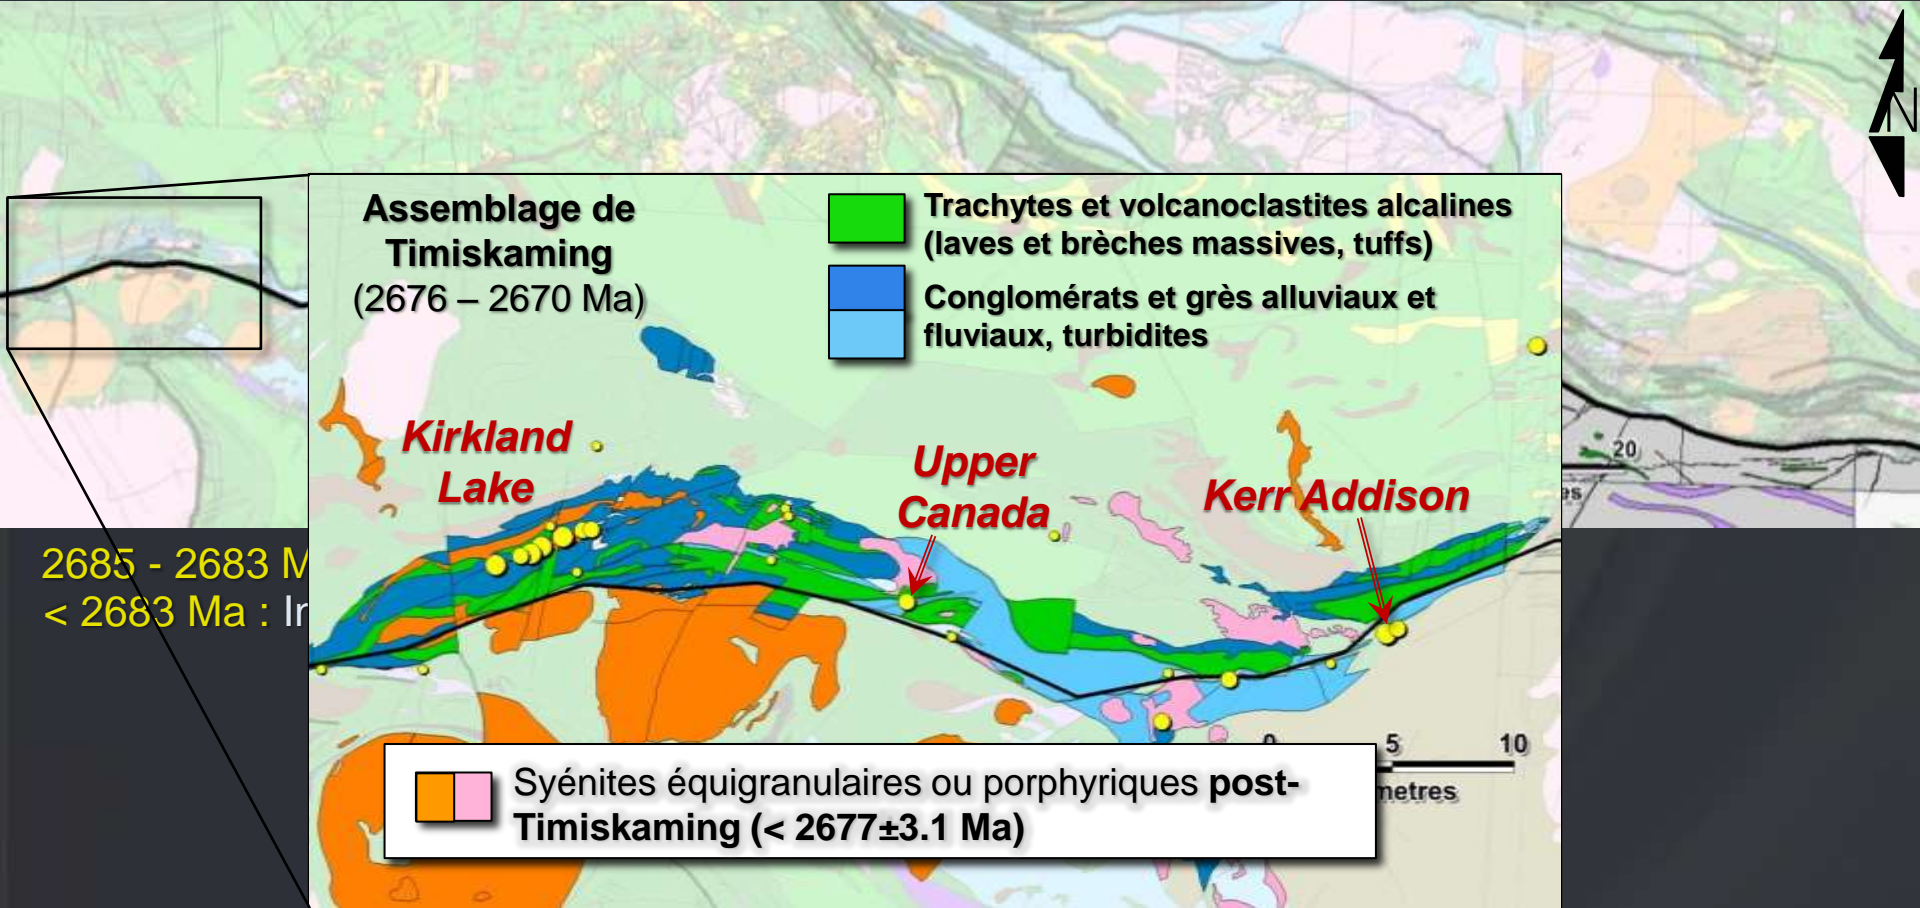 N
Assemblage de
Timiskaming
(2676 – 2670 Ma)
Trachytes et volcanoclastites alcalines
(laves et brèches massives, tuffs)
Conglomérats et grès alluviaux et
fluviaux, turbidites
Kirkland
Lake
Upper
Canada
Kerr Addison
20
es
2685 - 2683 M
< 2683 Ma : In
0 5 10
metres
Syénites équigranulaires ou porphyriques post-
Timiskaming (< 2677±3.1 Ma)